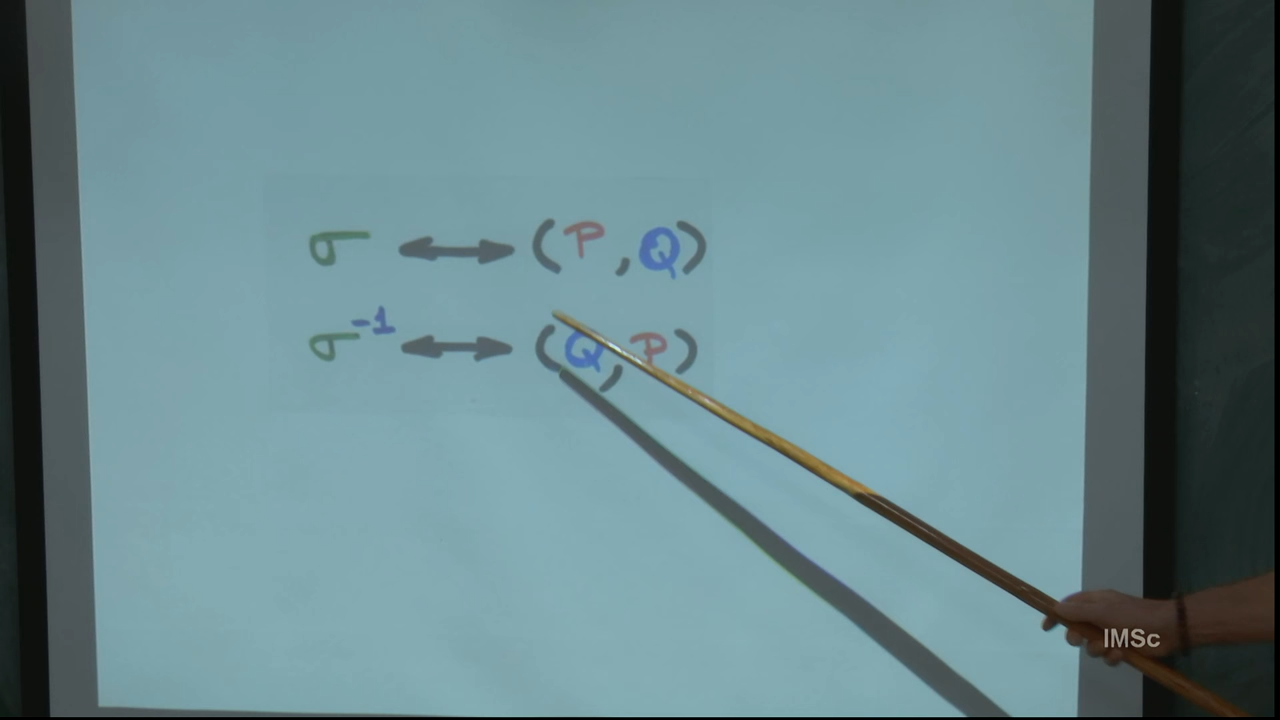 σ ↔ (P, Q)
σ⁻¹ ↔ (Q, P)
IMSc